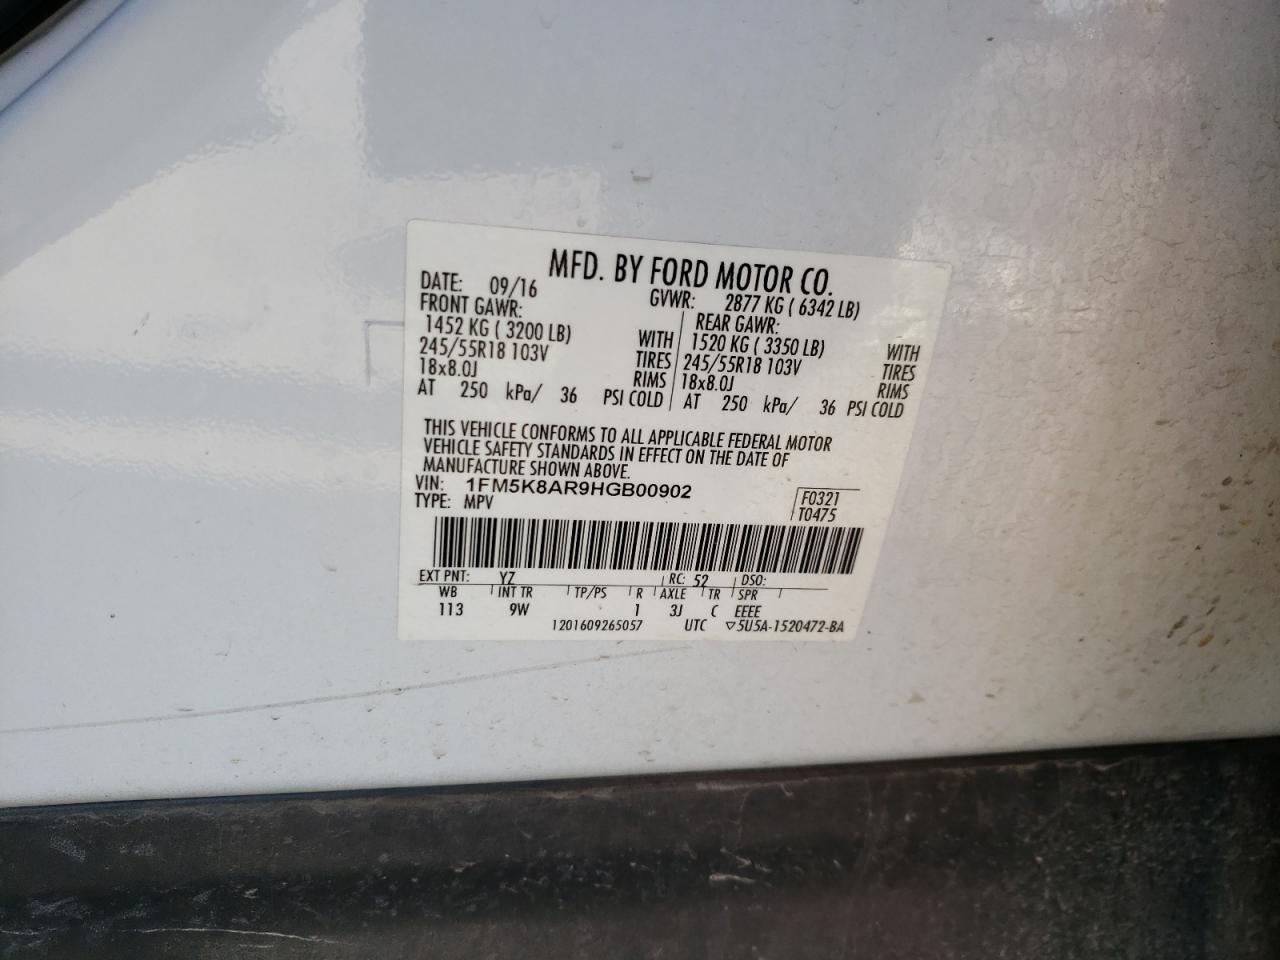 MFD. BY FORD MOTOR CO.
DATE: 09/16 GVWR: 2877 KG ( 6342 LB)
FRONT GAWR: REAR GAWR:
1452 KG ( 3200 LB) WITH 1520 KG ( 3350 LB) WITH
245/55R18 103V TIRES 245/55R18 103V TIRES
18x8.0J RIMS 18x8.0J RIMS
AT 250 kPa/ 36 PSI COLD AT 250 kPa/ 36 PSI COLD
THIS VEHICLE CONFORMS TO ALL APPLICABLE FEDERAL MOTOR
VEHICLE SAFETY STANDARDS IN EFFECT ON THE DATE OF
MANUFACTURE SHOWN ABOVE.
VIN: 1FM5K8AR9HGB00902 F0321
TYPE: MPV T0475
EXT PNT: YZ RC: 52 DSO:
WB INT TR TP/PS R AXLE TR SPR
113 9W 1 3J C EEEE
1201609265057 UTC ▽5U5A-1520472-BA